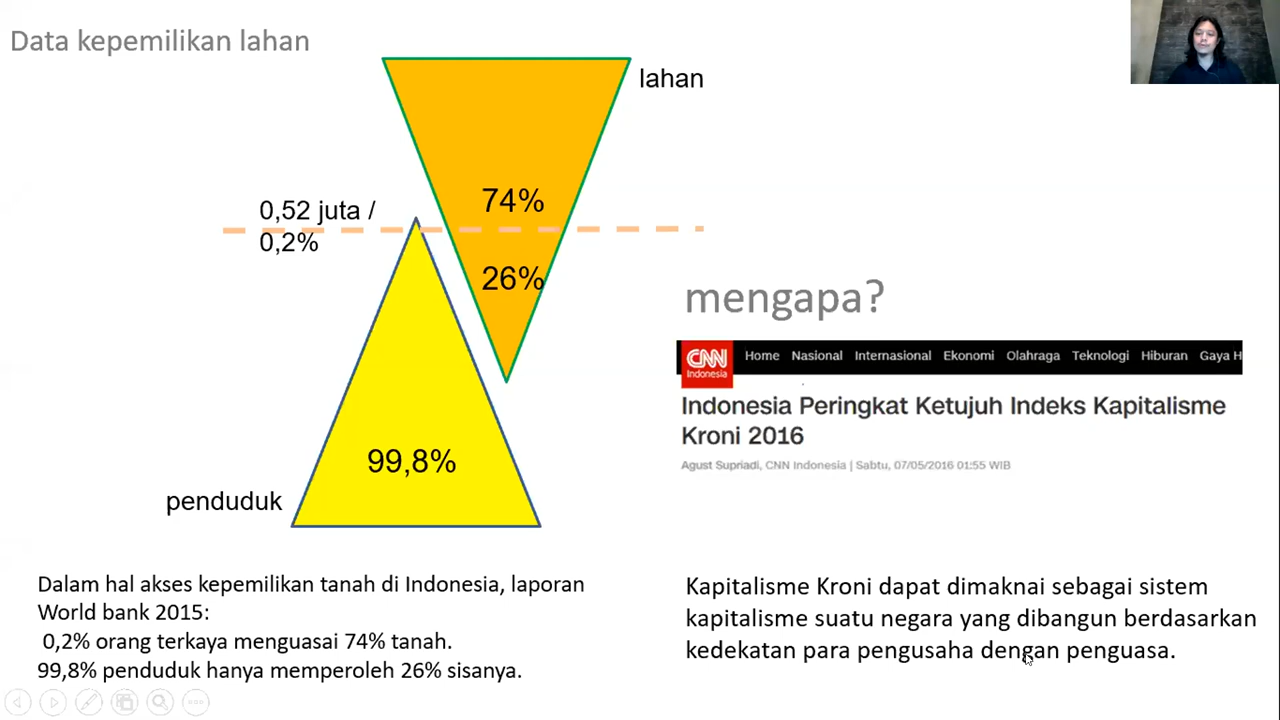 Data kepemilikan lahan
lahan
74%
0,52 juta /
0,2%
26%
99,8%
penduduk
mengapa?
CNN
Indonesia
Home Nasional Internasional Ekonomi Olahraga Teknologi Hiburan Gaya H
Indonesia Peringkat Ketujuh Indeks Kapitalisme
Kroni 2016
Agust Supriadi, CNN Indonesia | Sabtu, 07/05/2016 01:55 WIB
Dalam hal akses kepemilikan tanah di Indonesia, laporan
World bank 2015:
0,2% orang terkaya menguasai 74% tanah.
99,8% penduduk hanya memperoleh 26% sisanya.
Kapitalisme Kroni dapat dimaknai sebagai sistem
kapitalisme suatu negara yang dibangun berdasarkan
kedekatan para pengusaha dengan penguasa.